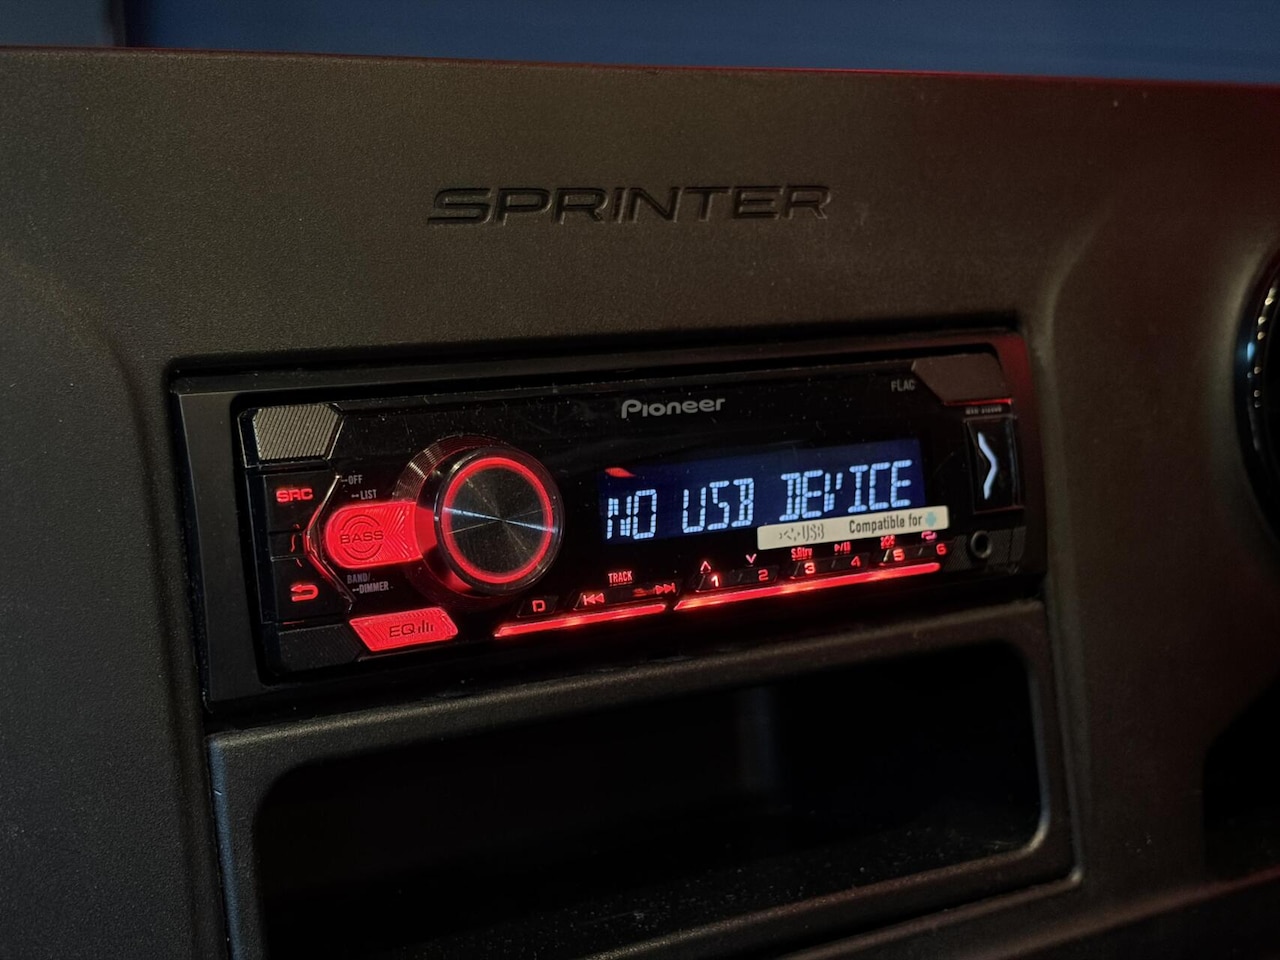 SPRINTER
Pioneer
FLAC
SRC
OFF
LIST
NO USB DEVICE
BASS
USB Compatible for
BAND/
DIMMER
TRACK
S.Rtrv
D
1 2 3 4 5 6
EQ